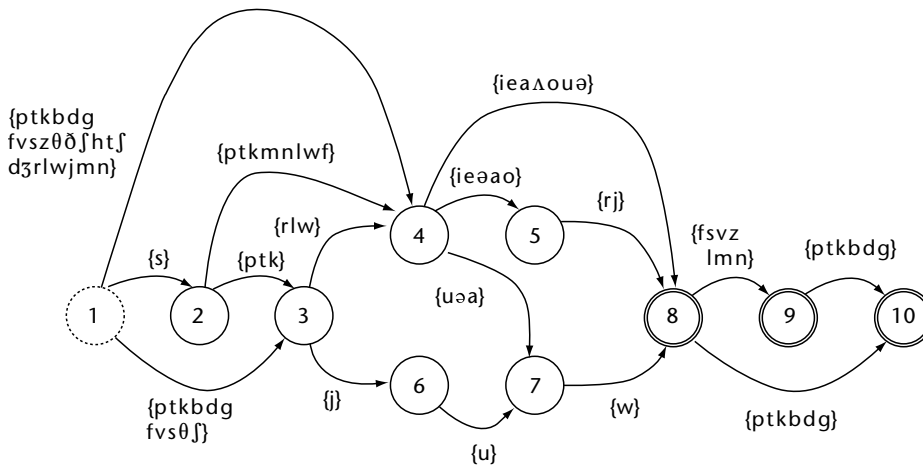 {ptkbdg
fvszθðʃhtʃ
dʒrlwjmn}
{ieaʌouə}
{ptkmnlwf}
{ieəao}
{rlw}
{rj}
{fsvz
lmn}
{s}
{ptk}
{ptkbdg}
4
5
{uəa}
1
2
3
8
9
10
6
7
{ptkbdg
fvsθʃ}
{j}
{w}
{ptkbdg}
{u}